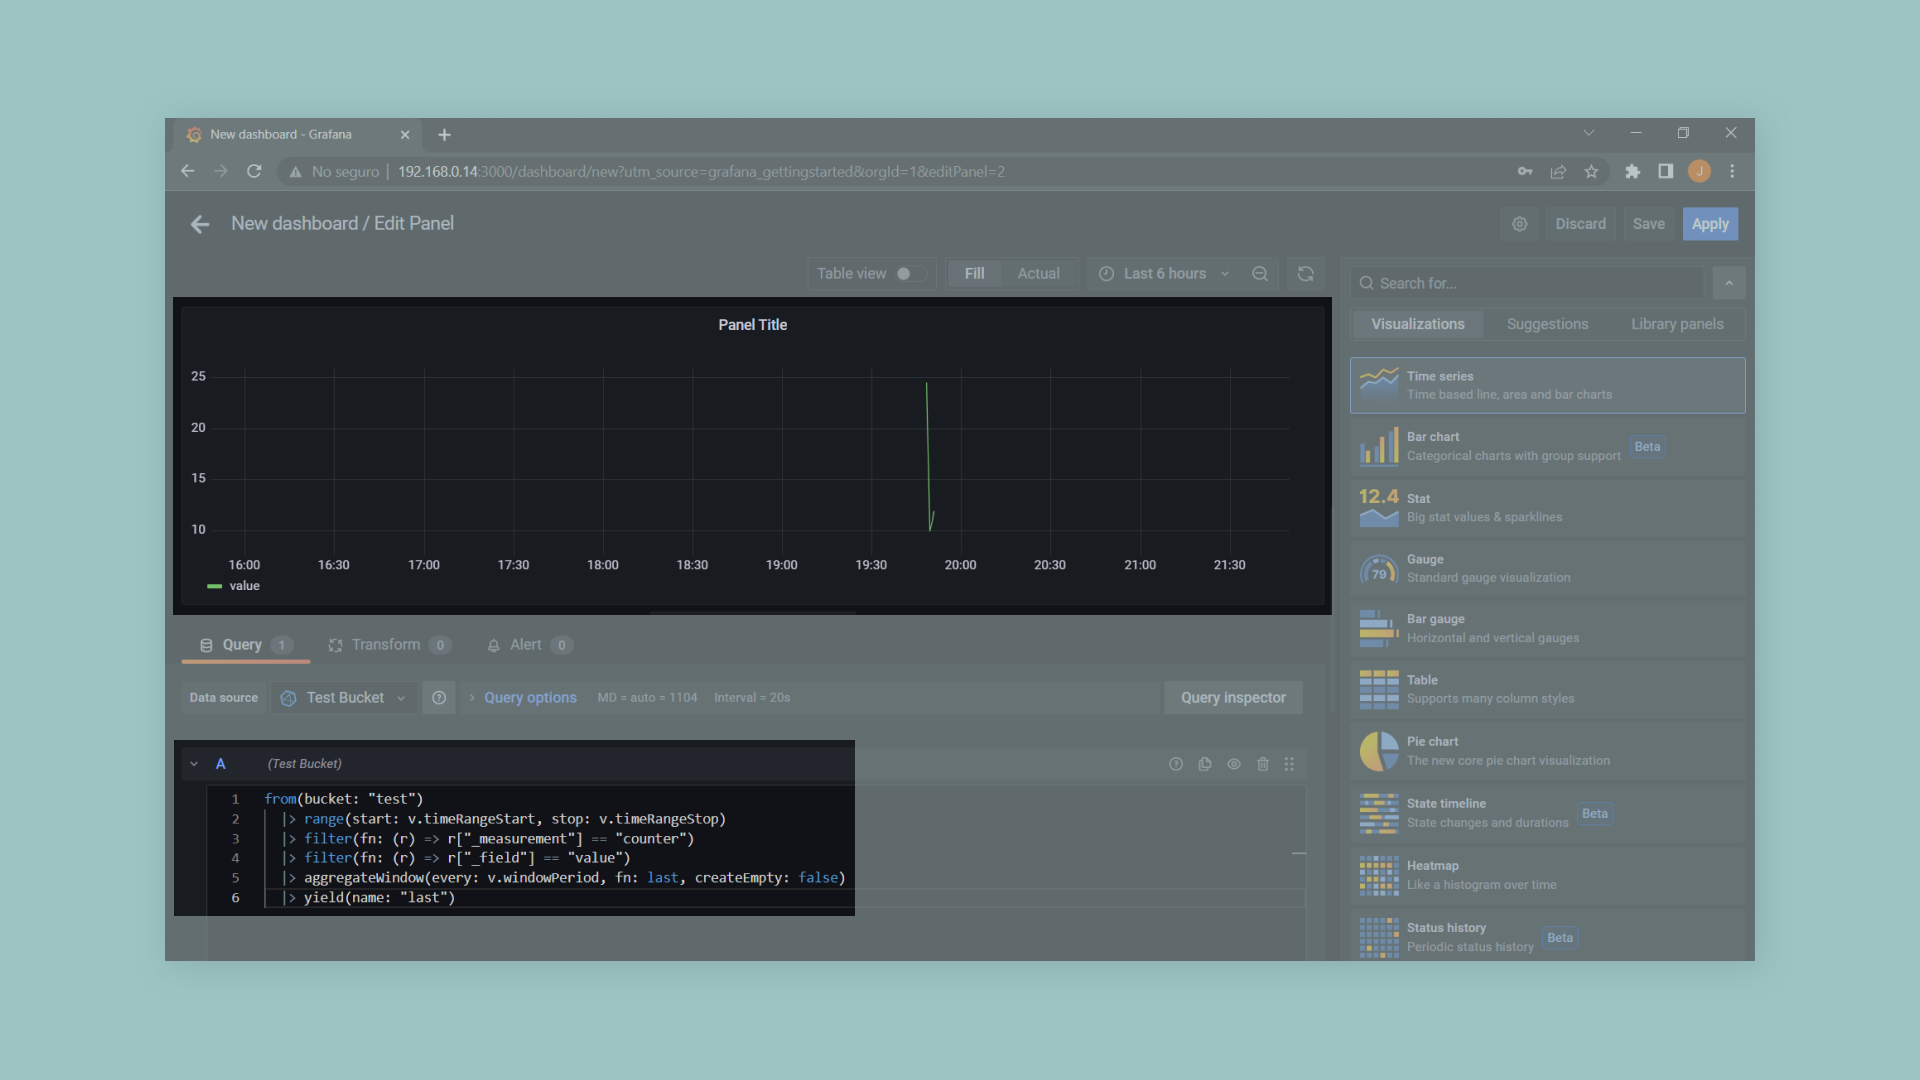 New dashboard - Grafana
No seguro | 192.168.0.14:3000/dashboard/new?utm_source=grafana_gettingstarted&orgId=1&editPanel=2
J
New dashboard / Edit Panel
Discard
Save
Apply
Table view
Fill
Actual
Last 6 hours
Search for...
Visualizations
Suggestions
Library panels
Panel Title
25
20
15
10
16:00
16:30
17:00
17:30
18:00
18:30
19:00
19:30
20:00
20:30
21:00
21:30
value
Time series
Time based line, area and bar charts
Bar chart
Categorical charts with group support
Beta
12.4
Stat
Big stat values & sparklines
79
Gauge
Standard gauge visualization
Bar gauge
Horizontal and vertical gauges
Table
Supports many column styles
Pie chart
The new core pie chart visualization
State timeline
State changes and durations
Beta
Heatmap
Like a histogram over time
Status history
Periodic status history
Beta
Query 1
Transform 0
Alert 0
Data source
Test Bucket
Query options
MD = auto = 1104
Interval = 20s
Query inspector
A (Test Bucket)
1 from(bucket: "test")
2 |> range(start: v.timeRangeStart, stop: v.timeRangeStop)
3 |> filter(fn: (r) => r["_measurement"] == "counter")
4 |> filter(fn: (r) => r["_field"] == "value")
5 |> aggregateWindow(every: v.windowPeriod, fn: last, createEmpty: false)
6 |> yield(name: "last")